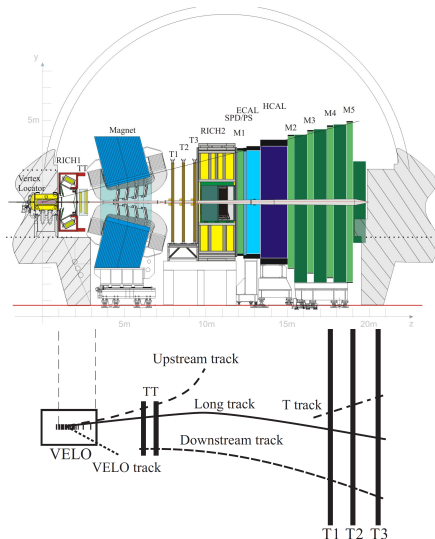 y
ECAL HCAL
SPD/PS
M5
M4
M3
M2
M1
RICH2
T3
T2
T1
Magnet
5m
RICH1
TT
Vertex
Locator
5m
10m
15m
20m
z
Upstream track
TT
Long track
T track
Downstream track
VELO
VELO track
T1 T2 T3